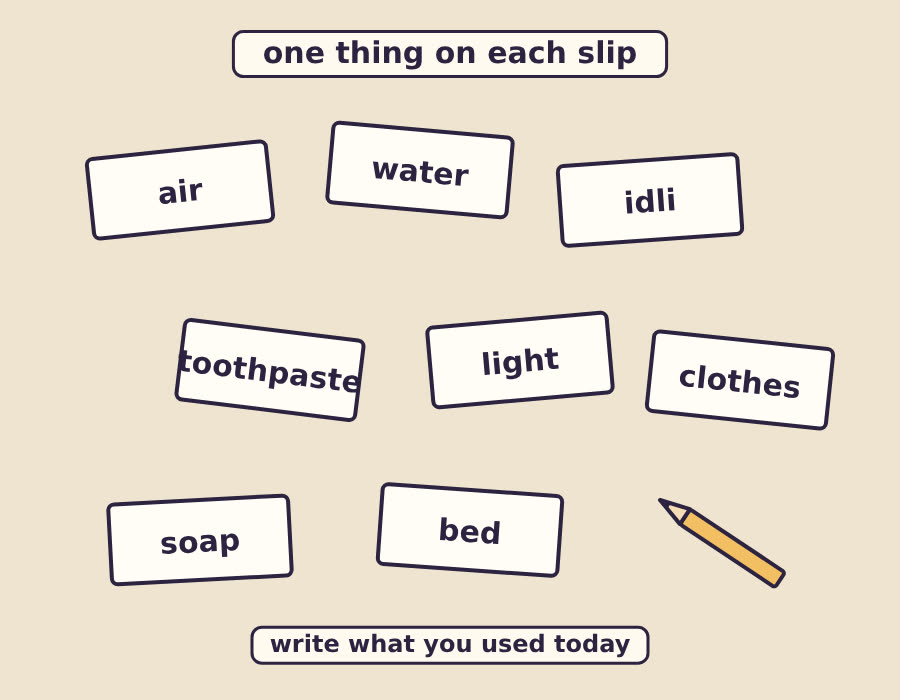 one thing on each slip
air
water
idli
toothpaste
light
clothes
soap
bed
write what you used today